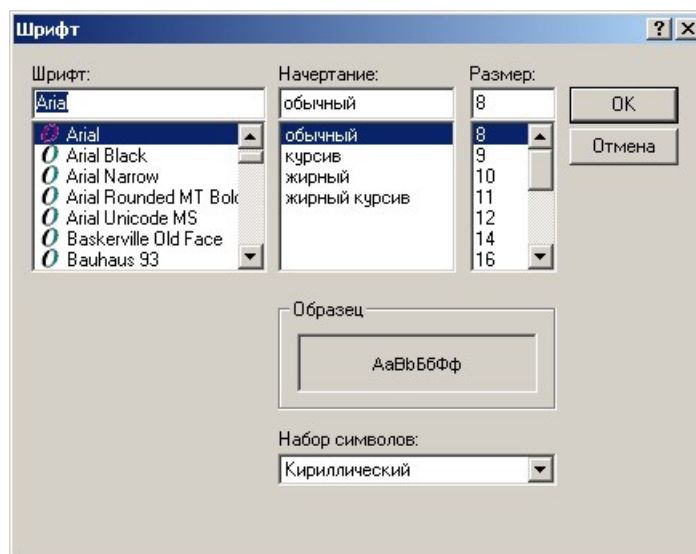 Шрифт
Шрифт:
Arial
Arial
Arial Black
Arial Narrow
Arial Rounded MT Bolc
Arial Unicode MS
Baskerville Old Face
Bauhaus 93
Начертание:
обычный
обычный
курсив
жирный
жирный курсив
Размер:
8
8
9
10
11
12
14
16
OK
Отмена
Образец
АаBbБбФф
Набор символов:
Кириллический